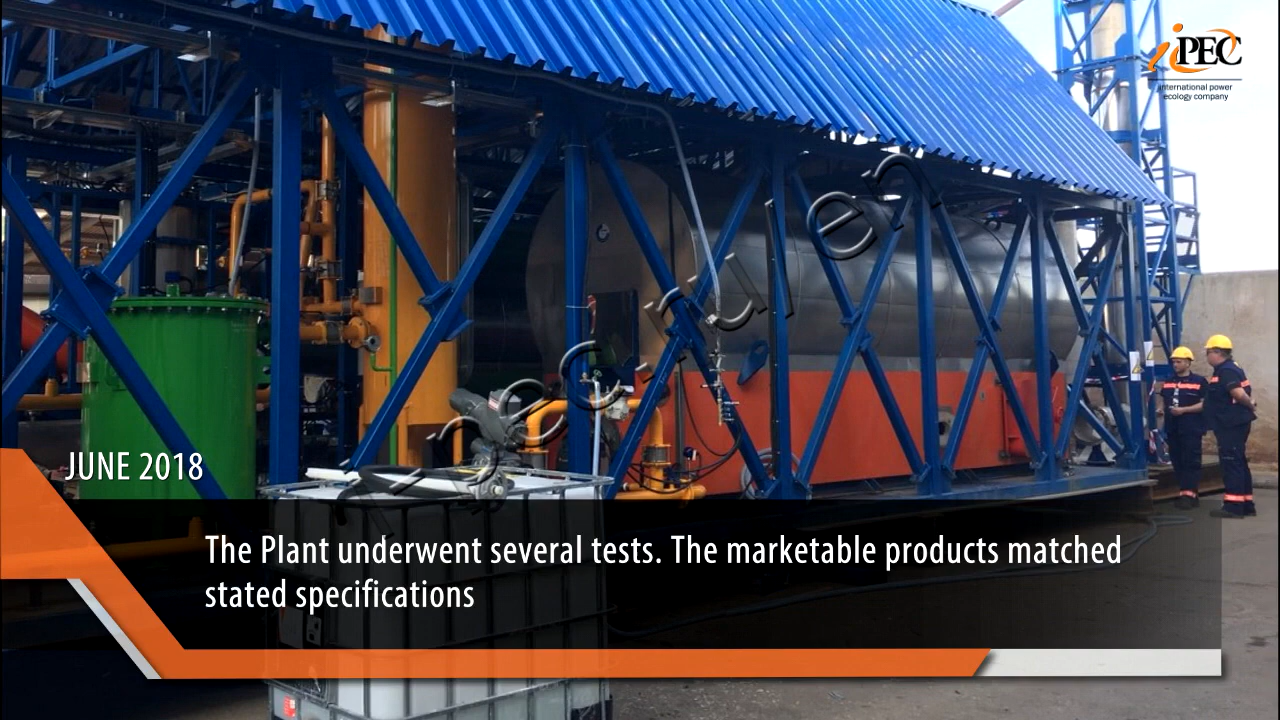 iPEC
international power
ecology company
JUNE 2018
The Plant underwent several tests. The marketable products matched
stated specifications